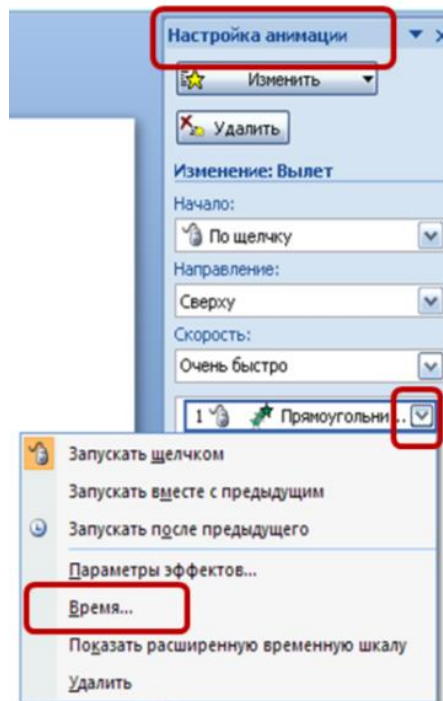 Настройка анимации
Изменить
Удалить
Изменение: Вылет
Начало:
По щелчку
Направление:
Сверху
Скорость:
Очень быстро
1 Прямоугольни...
Запускать щелчком
Запускать вместе с предыдущим
Запускать после предыдущего
Параметры эффектов...
Время...
Показать расширенную временную шкалу
Удалить